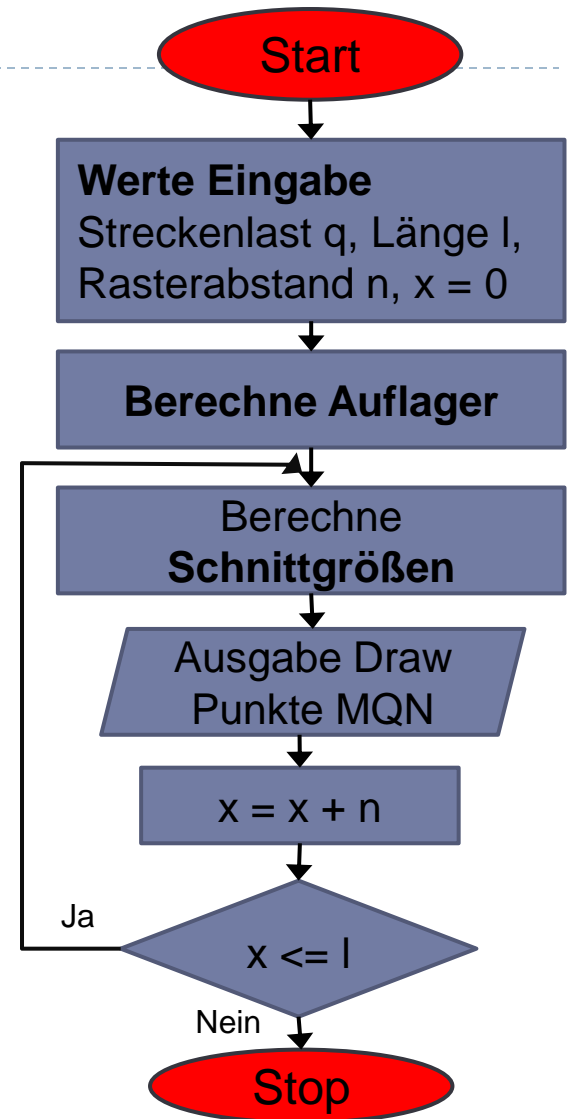 Start
Werte Eingabe
Streckenlast q, Länge l,
Rasterabstand n, x = 0
Berechne Auflager
Berechne
Schnittgrößen
Ausgabe Draw
Punkte MQN
x = x + n
Ja
x <= l
Nein
Stop